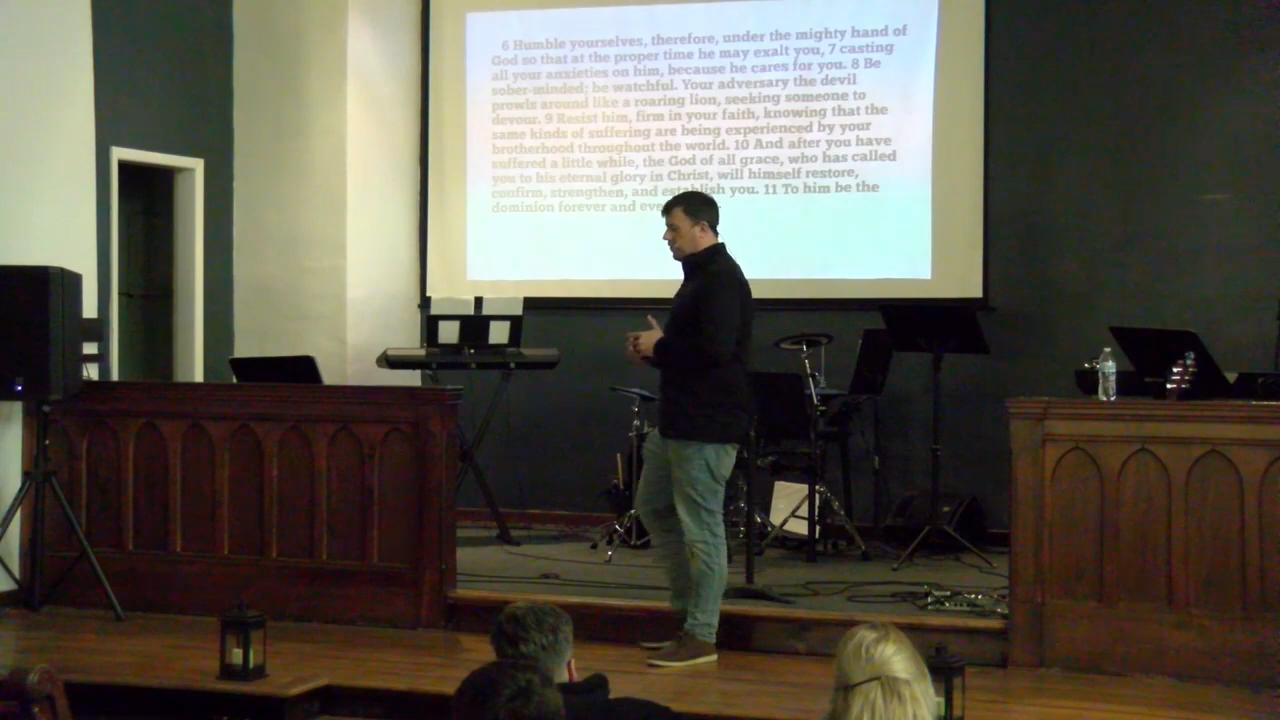 6 Humble yourselves, therefore, under the mighty hand of
God so that at the proper time he may exalt you, 7 casting
all your anxieties on him, because he cares for you. 8 Be
sober-minded; be watchful. Your adversary the devil
prowls around like a roaring lion, seeking someone to
devour. 9 Resist him, firm in your faith, knowing that the
same kinds of suffering are being experienced by your
brotherhood throughout the world. 10 And after you have
suffered a little while, the God of all grace, who has called
you to his eternal glory in Christ, will himself restore,
confirm, strengthen, and establish you. 11 To him be the
dominion forever and